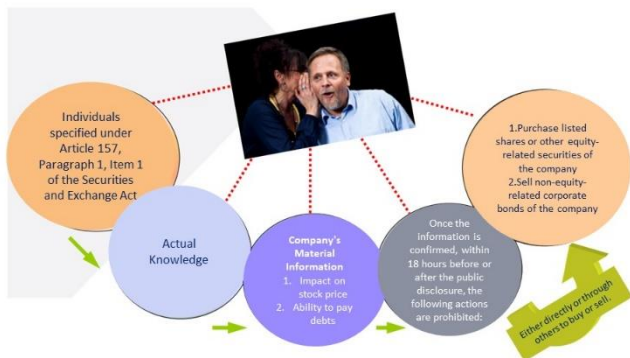 Individuals
specified under
Article 157,
Paragraph 1, Item 1
of the Securities
and Exchange Act
Actual
Knowledge
Company's
Material
Information
1. Impact on
stock price
2. Ability to pay
debts
Once the
information is
confirmed, within
18 hours before or
after the public
disclosure, the
following actions
are prohibited:
1.Purchase listed
shares or other equity-
related securities of
the company
2.Sell non-equity-
related corporate
bonds of the company
Either directly or through
others to buy or sell.